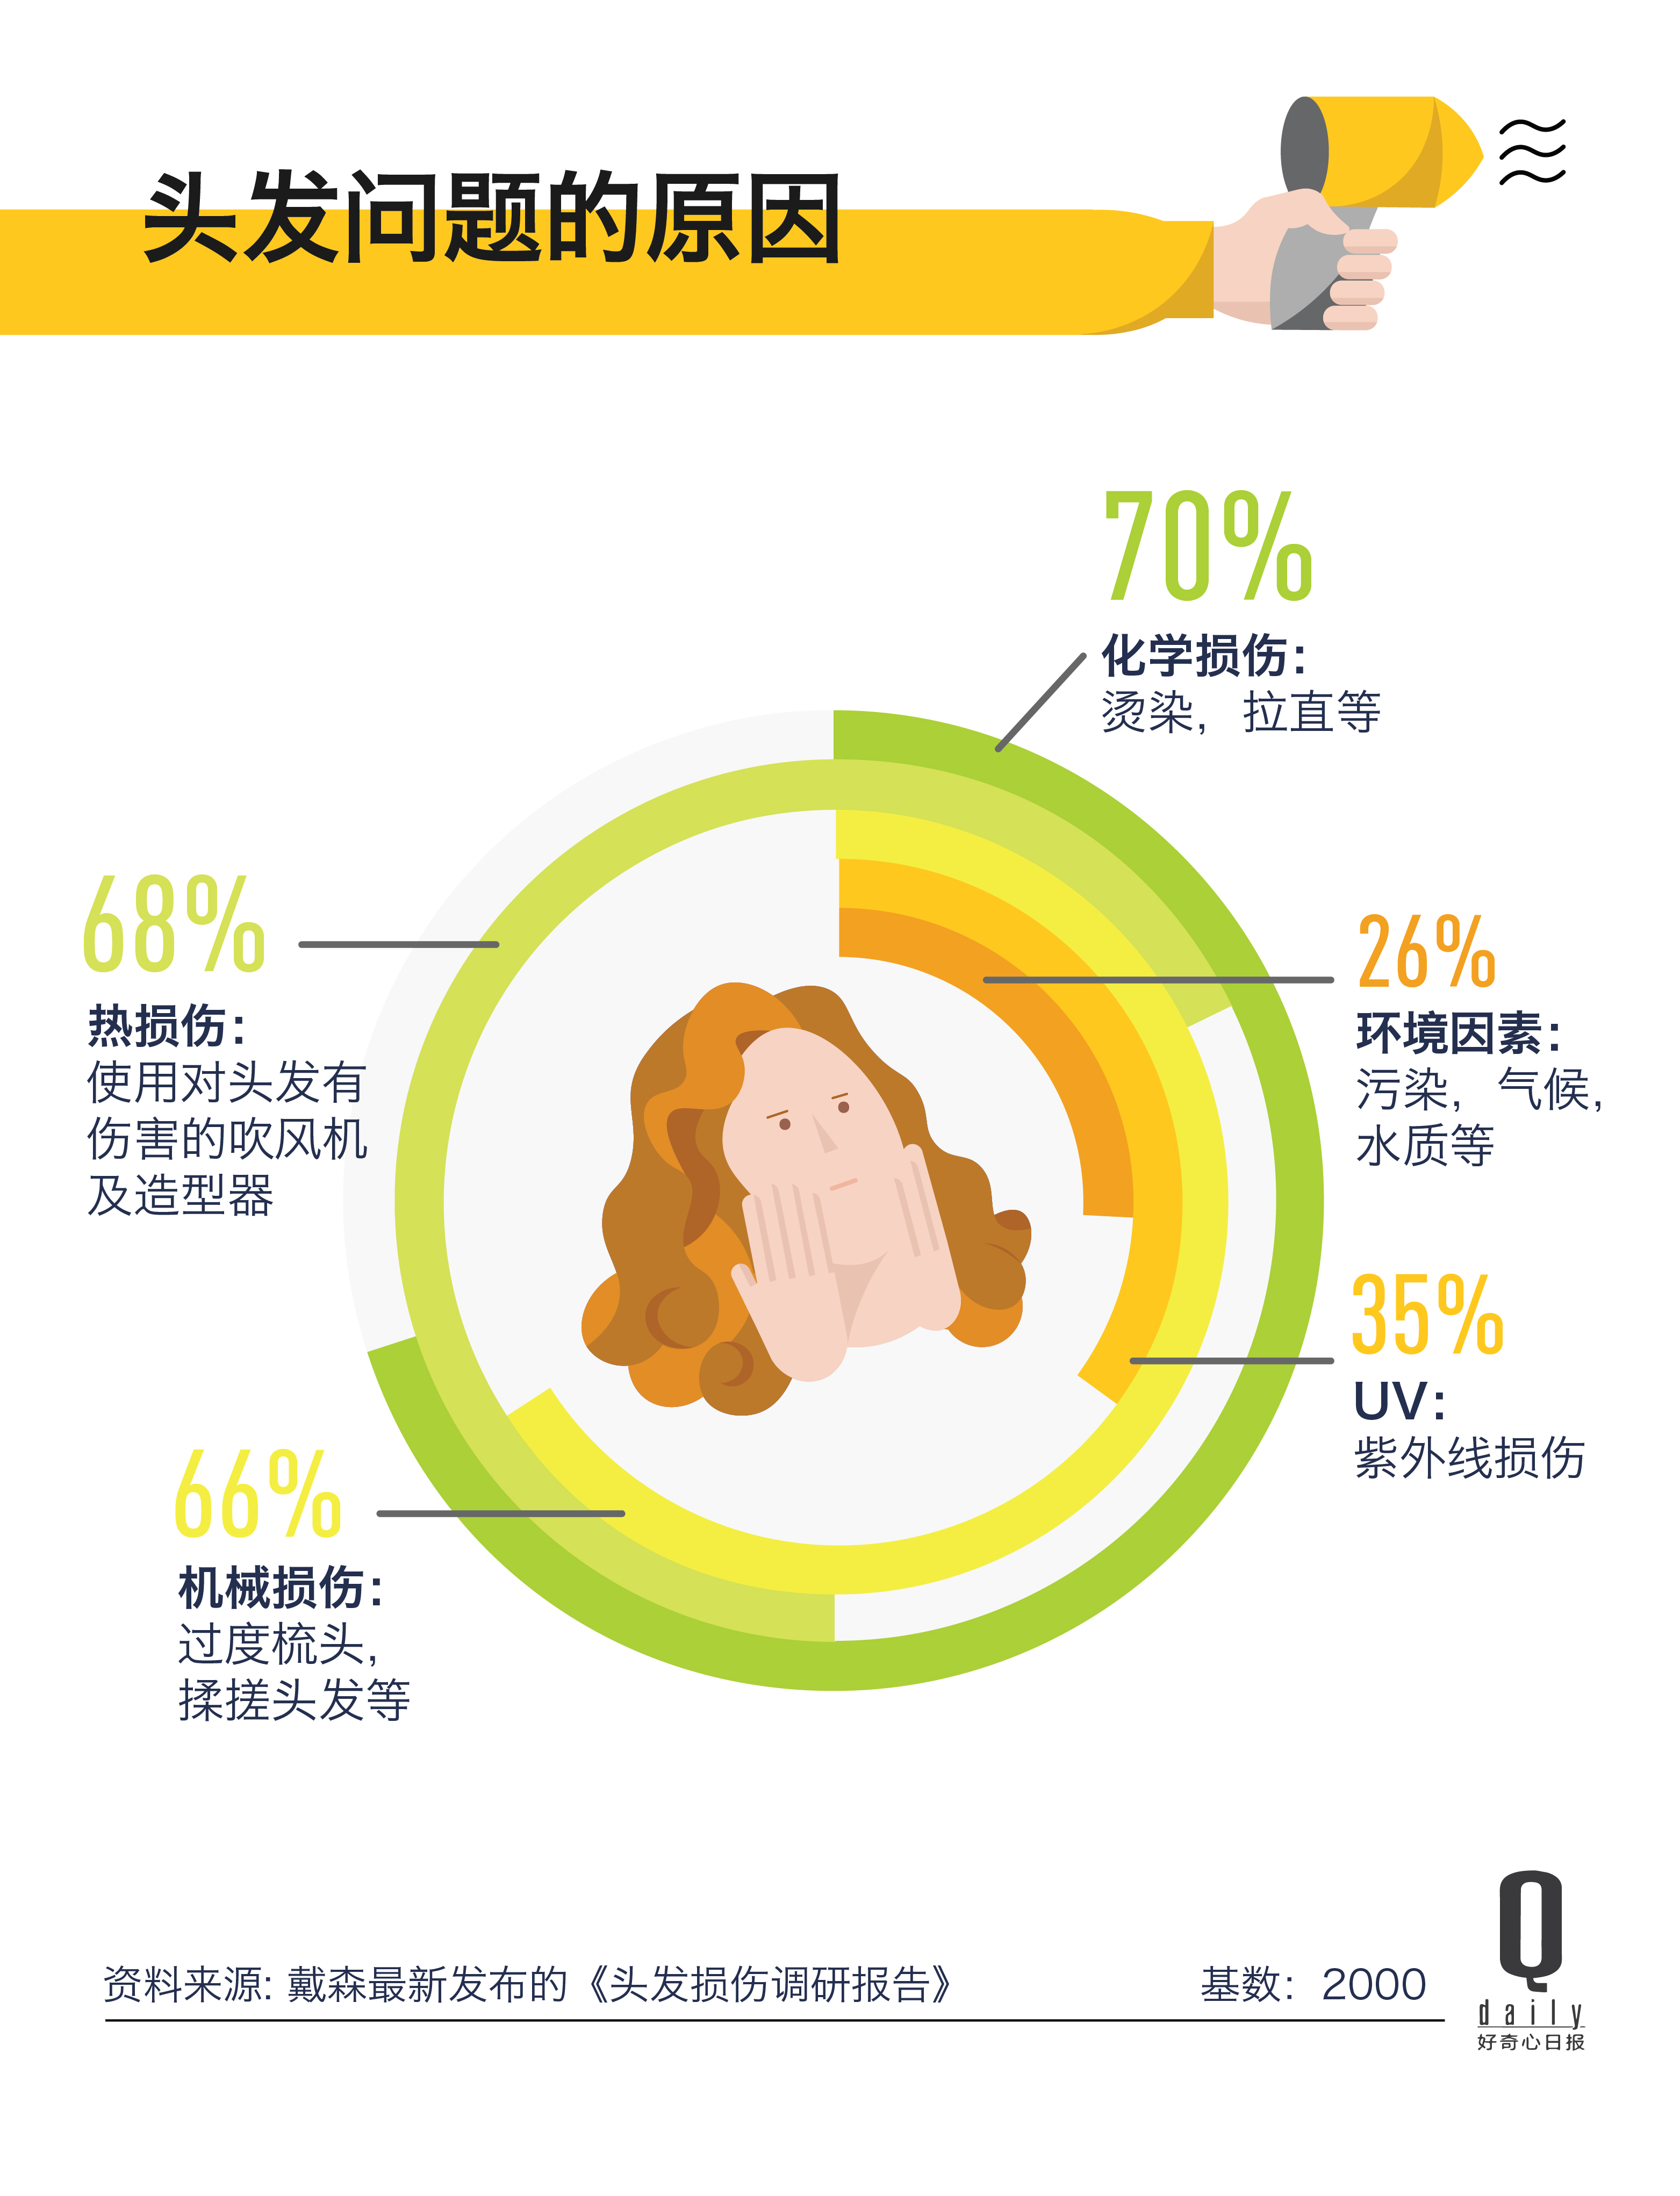 头发问题的原因
70%
化学损伤：
烫染，拉直等
68%
热损伤：
使用对头发有
伤害的吹风机
及造型器
26%
环境因素：
污染，气候，
水质等
35%
UV：
紫外线损伤
66%
机械损伤：
过度梳头，
揉搓头发等
资料来源：戴森最新发布的《头发损伤调研报告》
基数：2000
Q
daily
好奇心日报